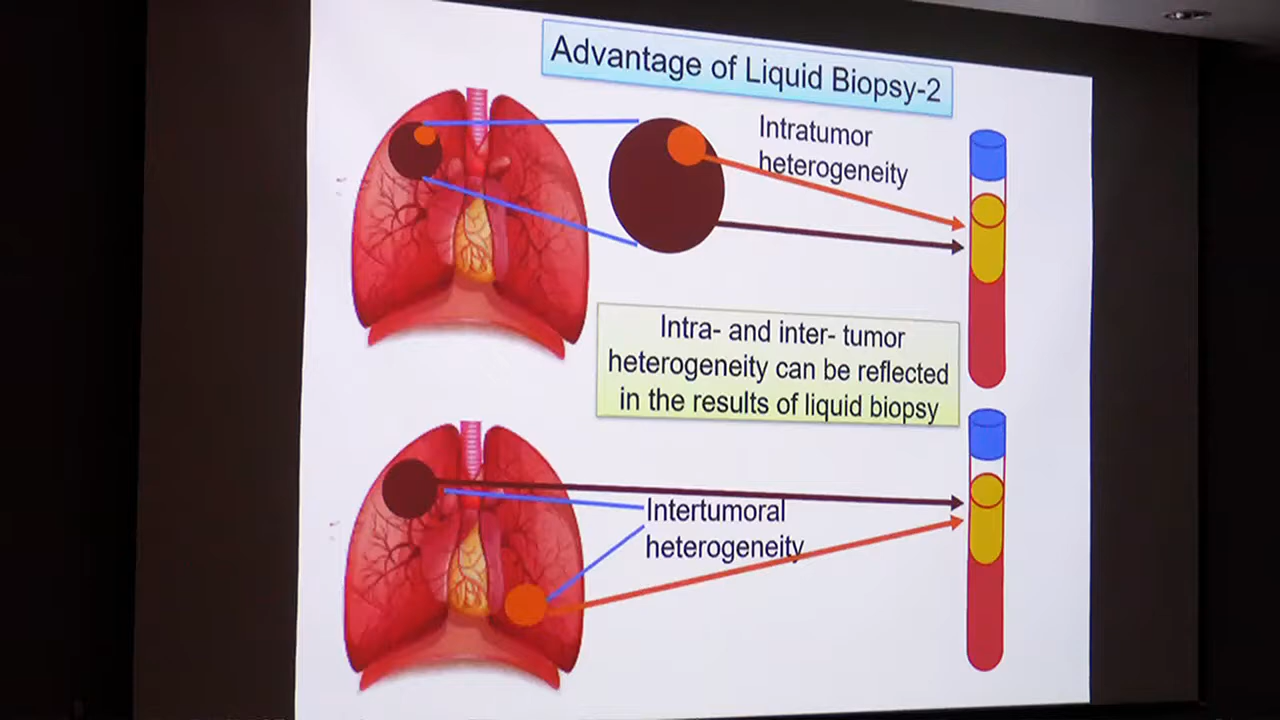 Advantage of Liquid Biopsy-2
Intratumor
heterogeneity
Intra- and inter- tumor
heterogeneity can be reflected
in the results of liquid biopsy
Intertumoral
heterogeneity